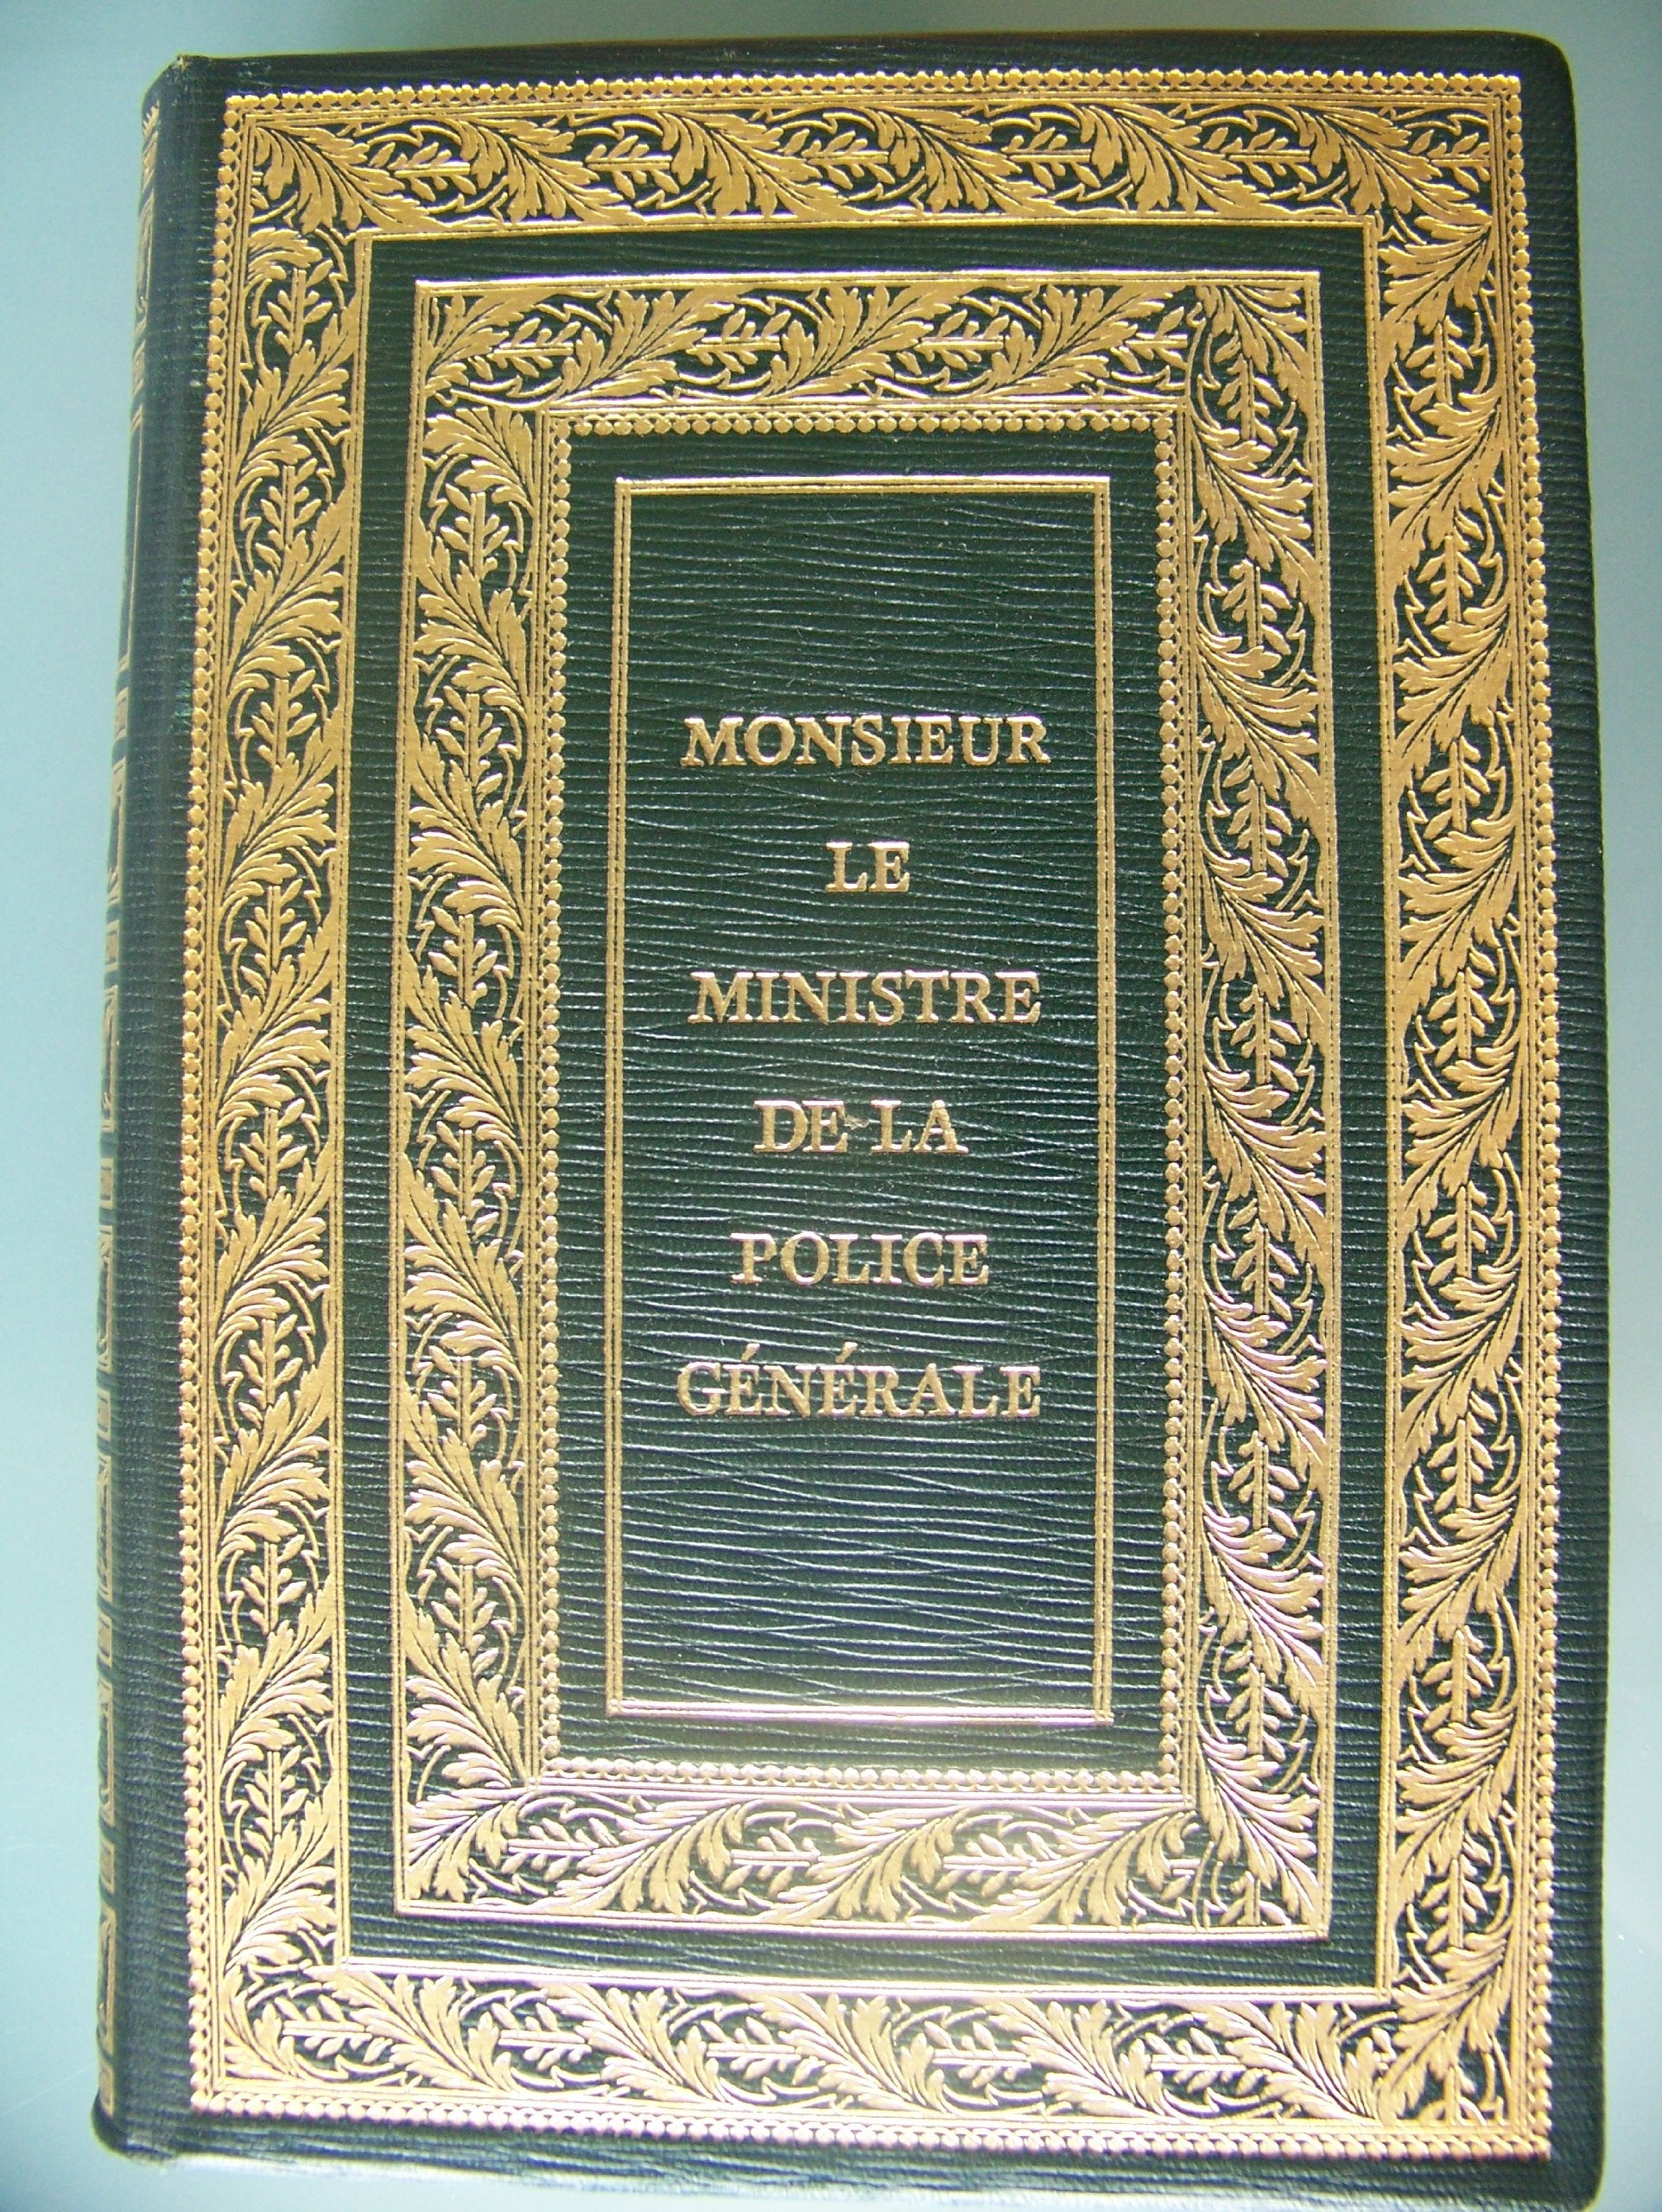 MONSIEUR
LE
MINISTRE
DE LA
POLICE
GÉNÉRALE